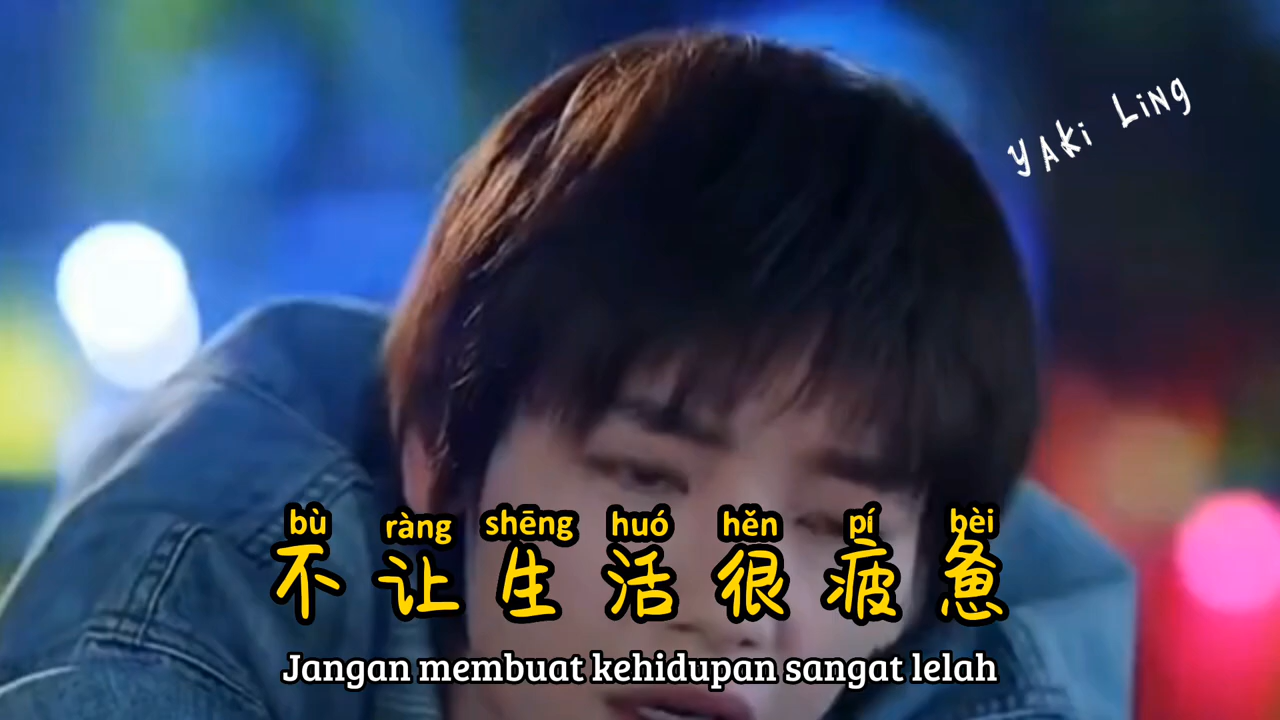 YAki LiNg
bù ràng shēng huó hěn pí bèi
不让生活很疲惫
Jangan membuat kehidupan sangat lelah